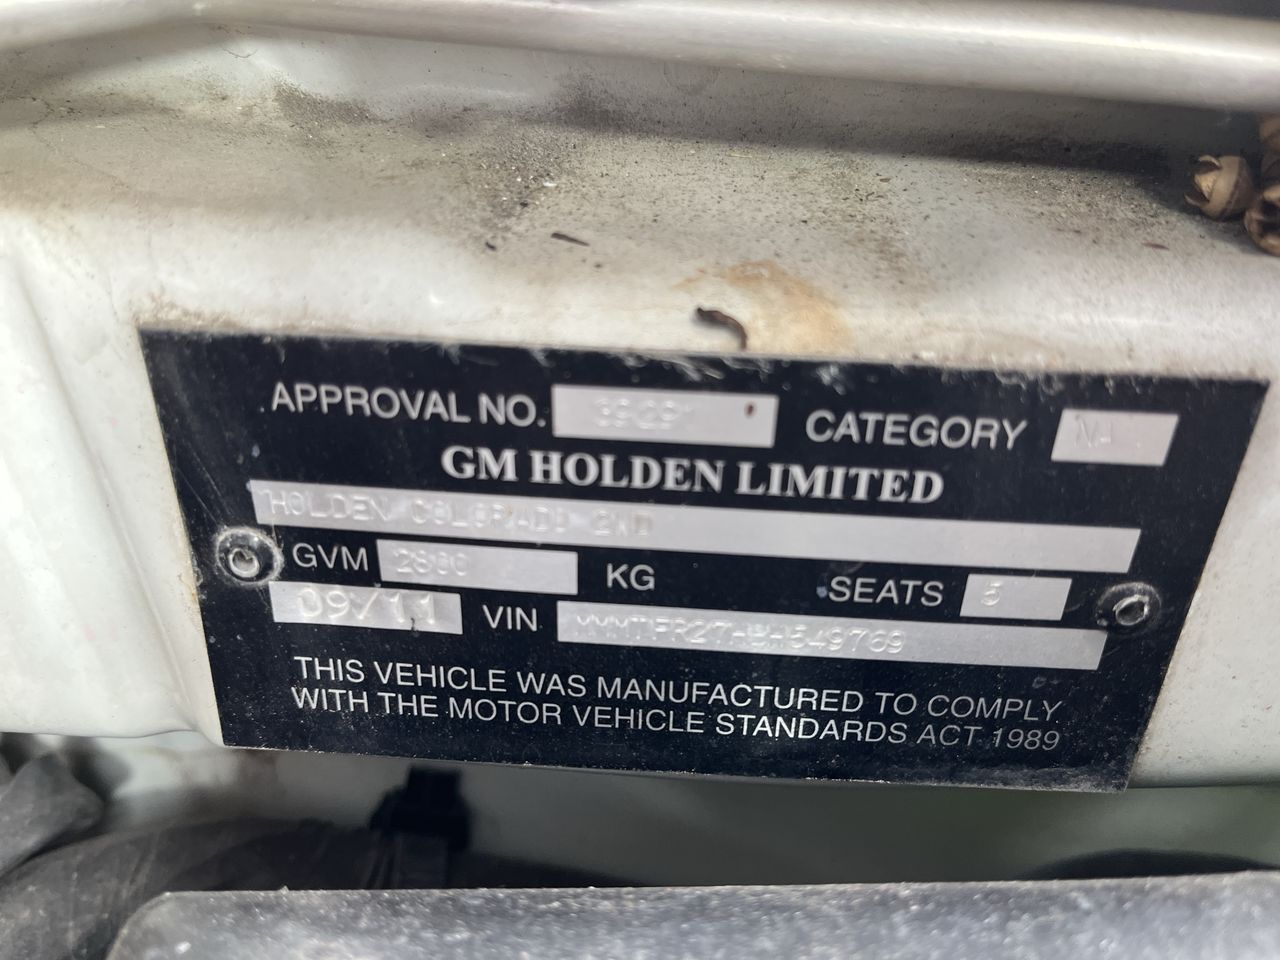 APPROVAL NO. CATEGORY
GM HOLDEN LIMITED
HOLDEN COLORADO 2WD
GVM 2800 KG SEATS 5
09/11 VIN
THIS VEHICLE WAS MANUFACTURED TO COMPLY
WITH THE MOTOR VEHICLE STANDARDS ACT 1989